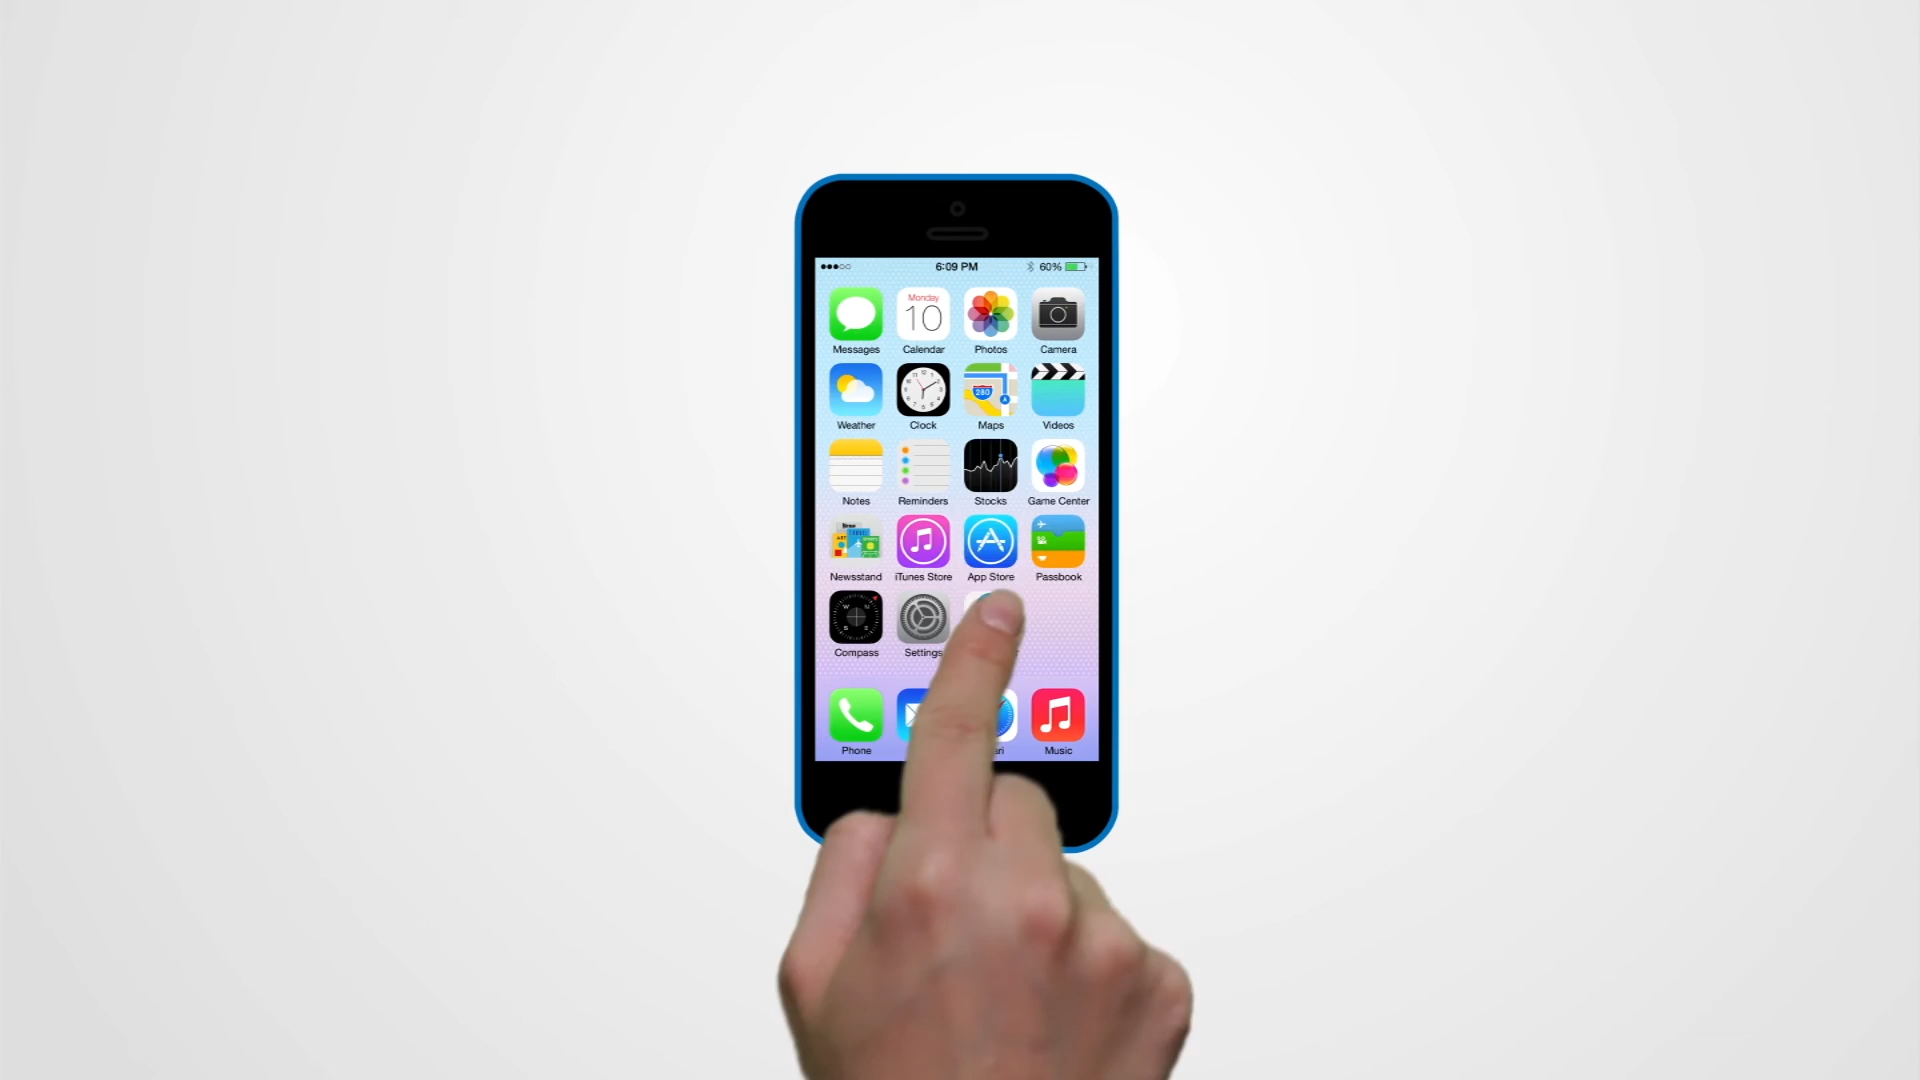 6:09 PM 60%
Monday
10
Messages Calendar Photos Camera
280
Weather Clock Maps Videos
Notes Reminders Stocks Game Center
Newsstand iTunes Store App Store Passbook
Compass Settings
Phone Music